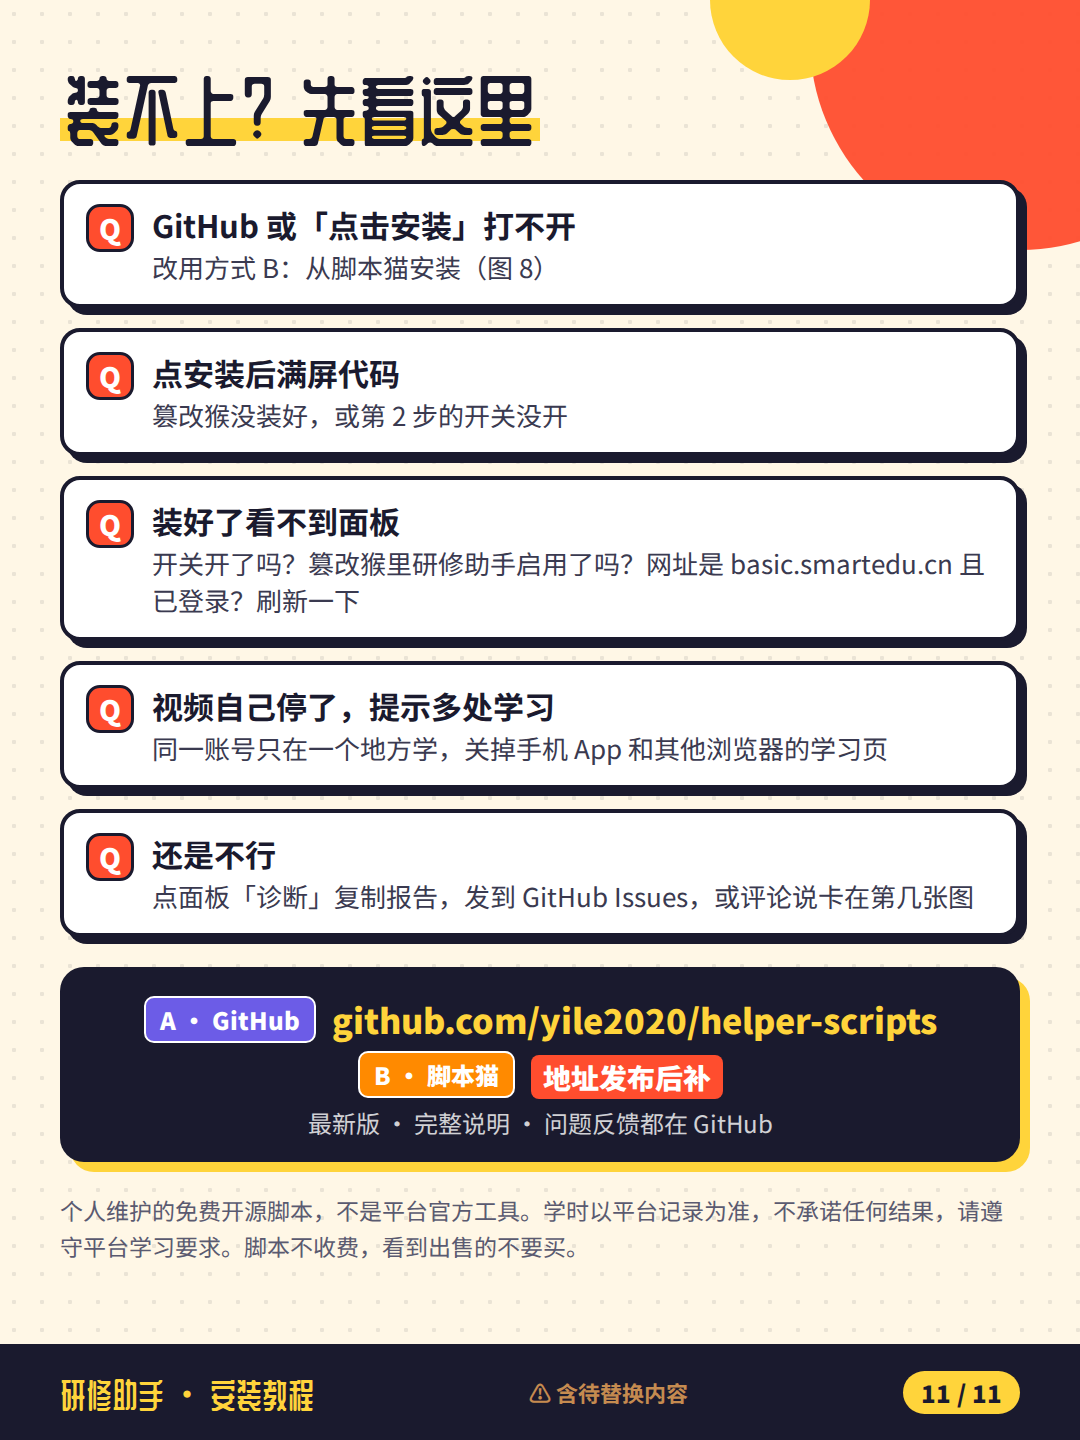 装不上？先看这里
Q
GitHub 或「点击安装」打不开
改用方式 B：从脚本猫安装（图 8）
Q
点安装后满屏代码
篡改猴没装好，或第 2 步的开关没开
Q
装好了看不到面板
开关开了吗？篡改猴里研修助手启用了吗？网址是 basic.smartedu.cn 且
已登录？刷新一下
Q
视频自己停了，提示多处学习
同一账号只在一个地方学，关掉手机 App 和其他浏览器的学习页
Q
还是不行
点面板「诊断」复制报告，发到 GitHub Issues，或评论说卡在第几张图
A · GitHub github.com/yile2020/helper-scripts
B · 脚本猫 地址发布后补
最新版 · 完整说明 · 问题反馈都在 GitHub
个人维护的免费开源脚本，不是平台官方工具。学时以平台记录为准，不承诺任何结果，请遵
守平台学习要求。脚本不收费，看到出售的不要买。
研修助手 · 安装教程
⚠ 含待替换内容
11 / 11